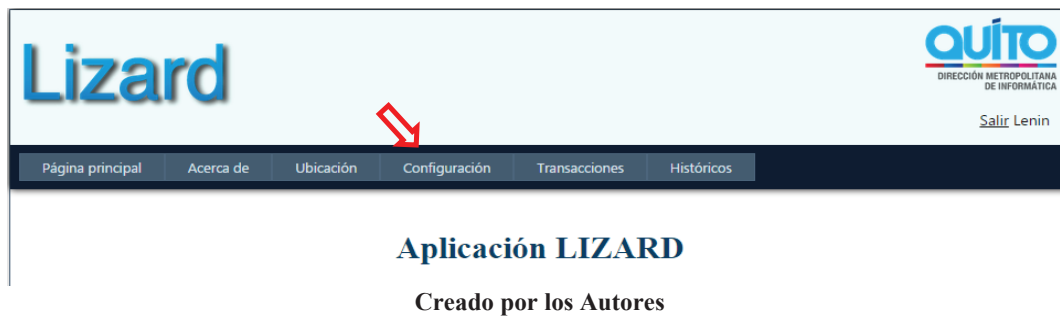 Lizard
QUITO
DIRECCIÓN METROPOLITANA
DE INFORMÁTICA
Salir Lenin
Página principal Acerca de Ubicación Configuración Transacciones Históricos
Aplicación LIZARD
Creado por los Autores